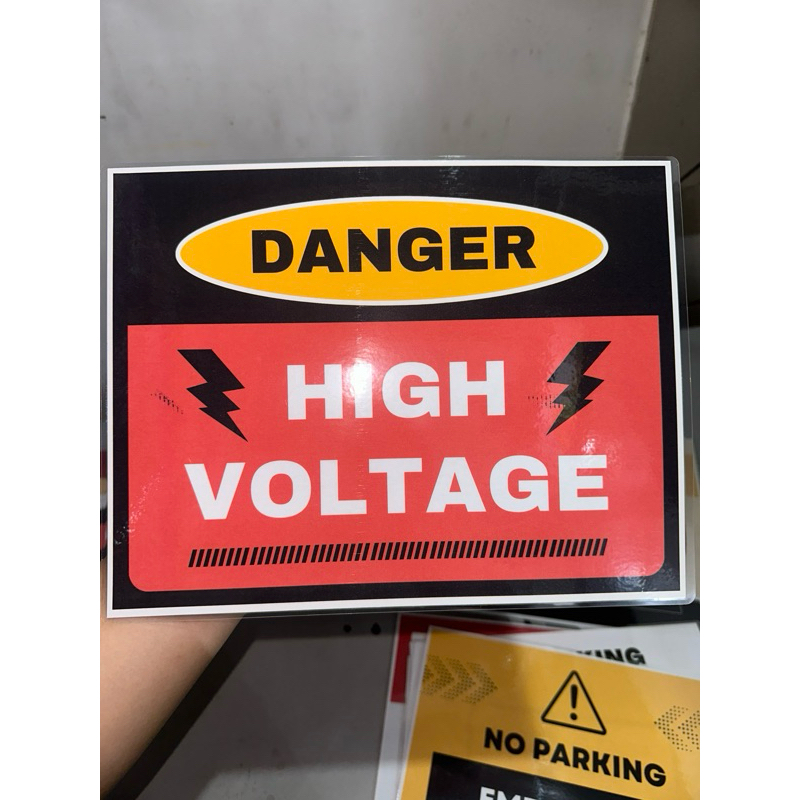 DANGER
HIGH
VOLTAGE
NO PARKING